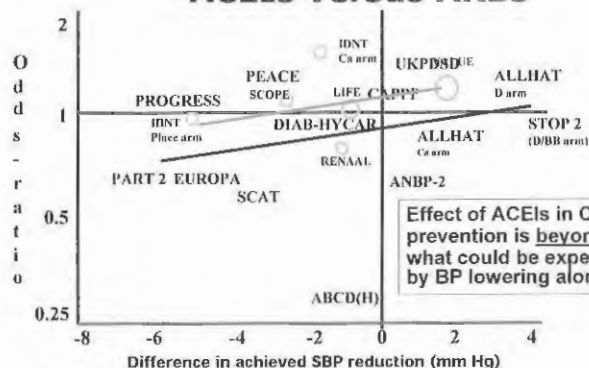 ACEIs versus ARBs
Odds-ratio
2
1
0.5
0.25
IDNT
Ca arm
UKPDS
ALLHAT
D arm
PEACE
SCOPE
LIFE
CAPPP
PROGRESS
IDNT
Placc arm
DIAB-HYCAR
ALLHAT
Ca arm
STOP 2
(D/BB arm)
RENAAL
PART 2 EUROPA
SCAT
ANBP-2
ABCD(H)
Effect of ACEIs in C
prevention is beyon
what could be expe
by BP lowering alon
-8 -6 -4 -2 0 2 4
Difference in achieved SBP reduction (mm Hg)